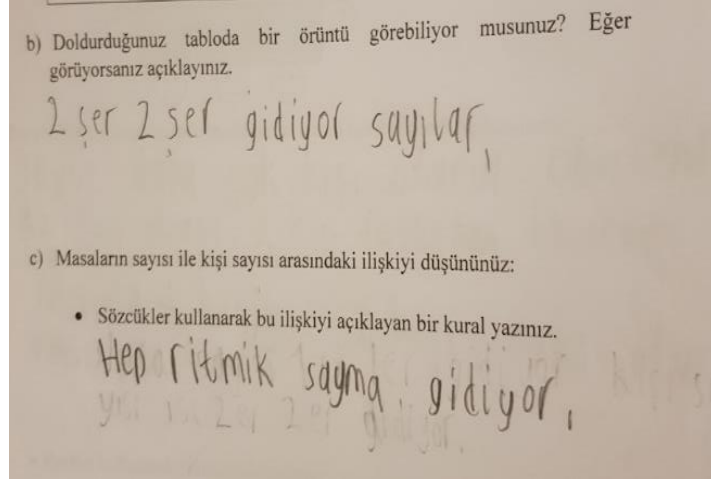 b) Doldurduğunuz tabloda bir örüntü görebiliyor musunuz? Eğer
görüyorsanız açıklayınız.
2 şer 2 şer gidiyor sayılar,
c) Masaların sayısı ile kişi sayısı arasındaki ilişkiyi düşününüz:
• Sözcükler kullanarak bu ilişkiyi açıklayan bir kural yazınız.
Hep ritmik sayma gidiyor,